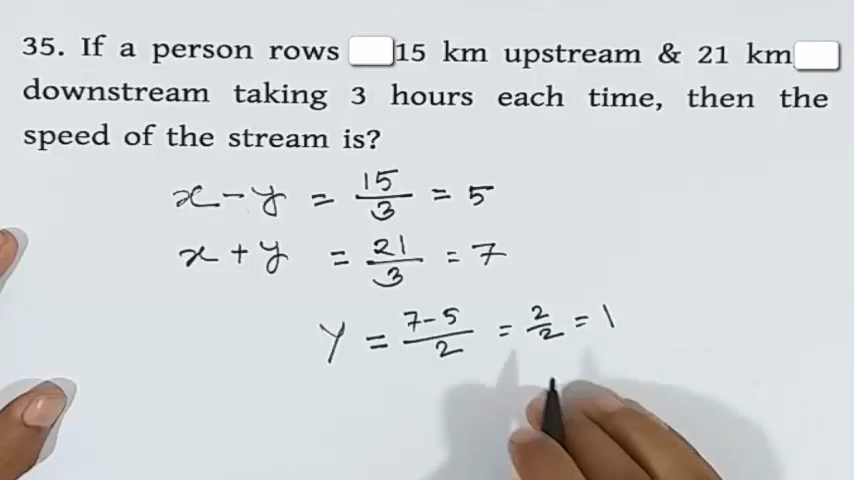 35. If a person rows 15 km upstream & 21 km
downstream taking 3 hours each time, then the
speed of the stream is?
x - y = 15/3 = 5
x + y = 21/3 = 7
y = 7-5/2 = 2/2 = 1